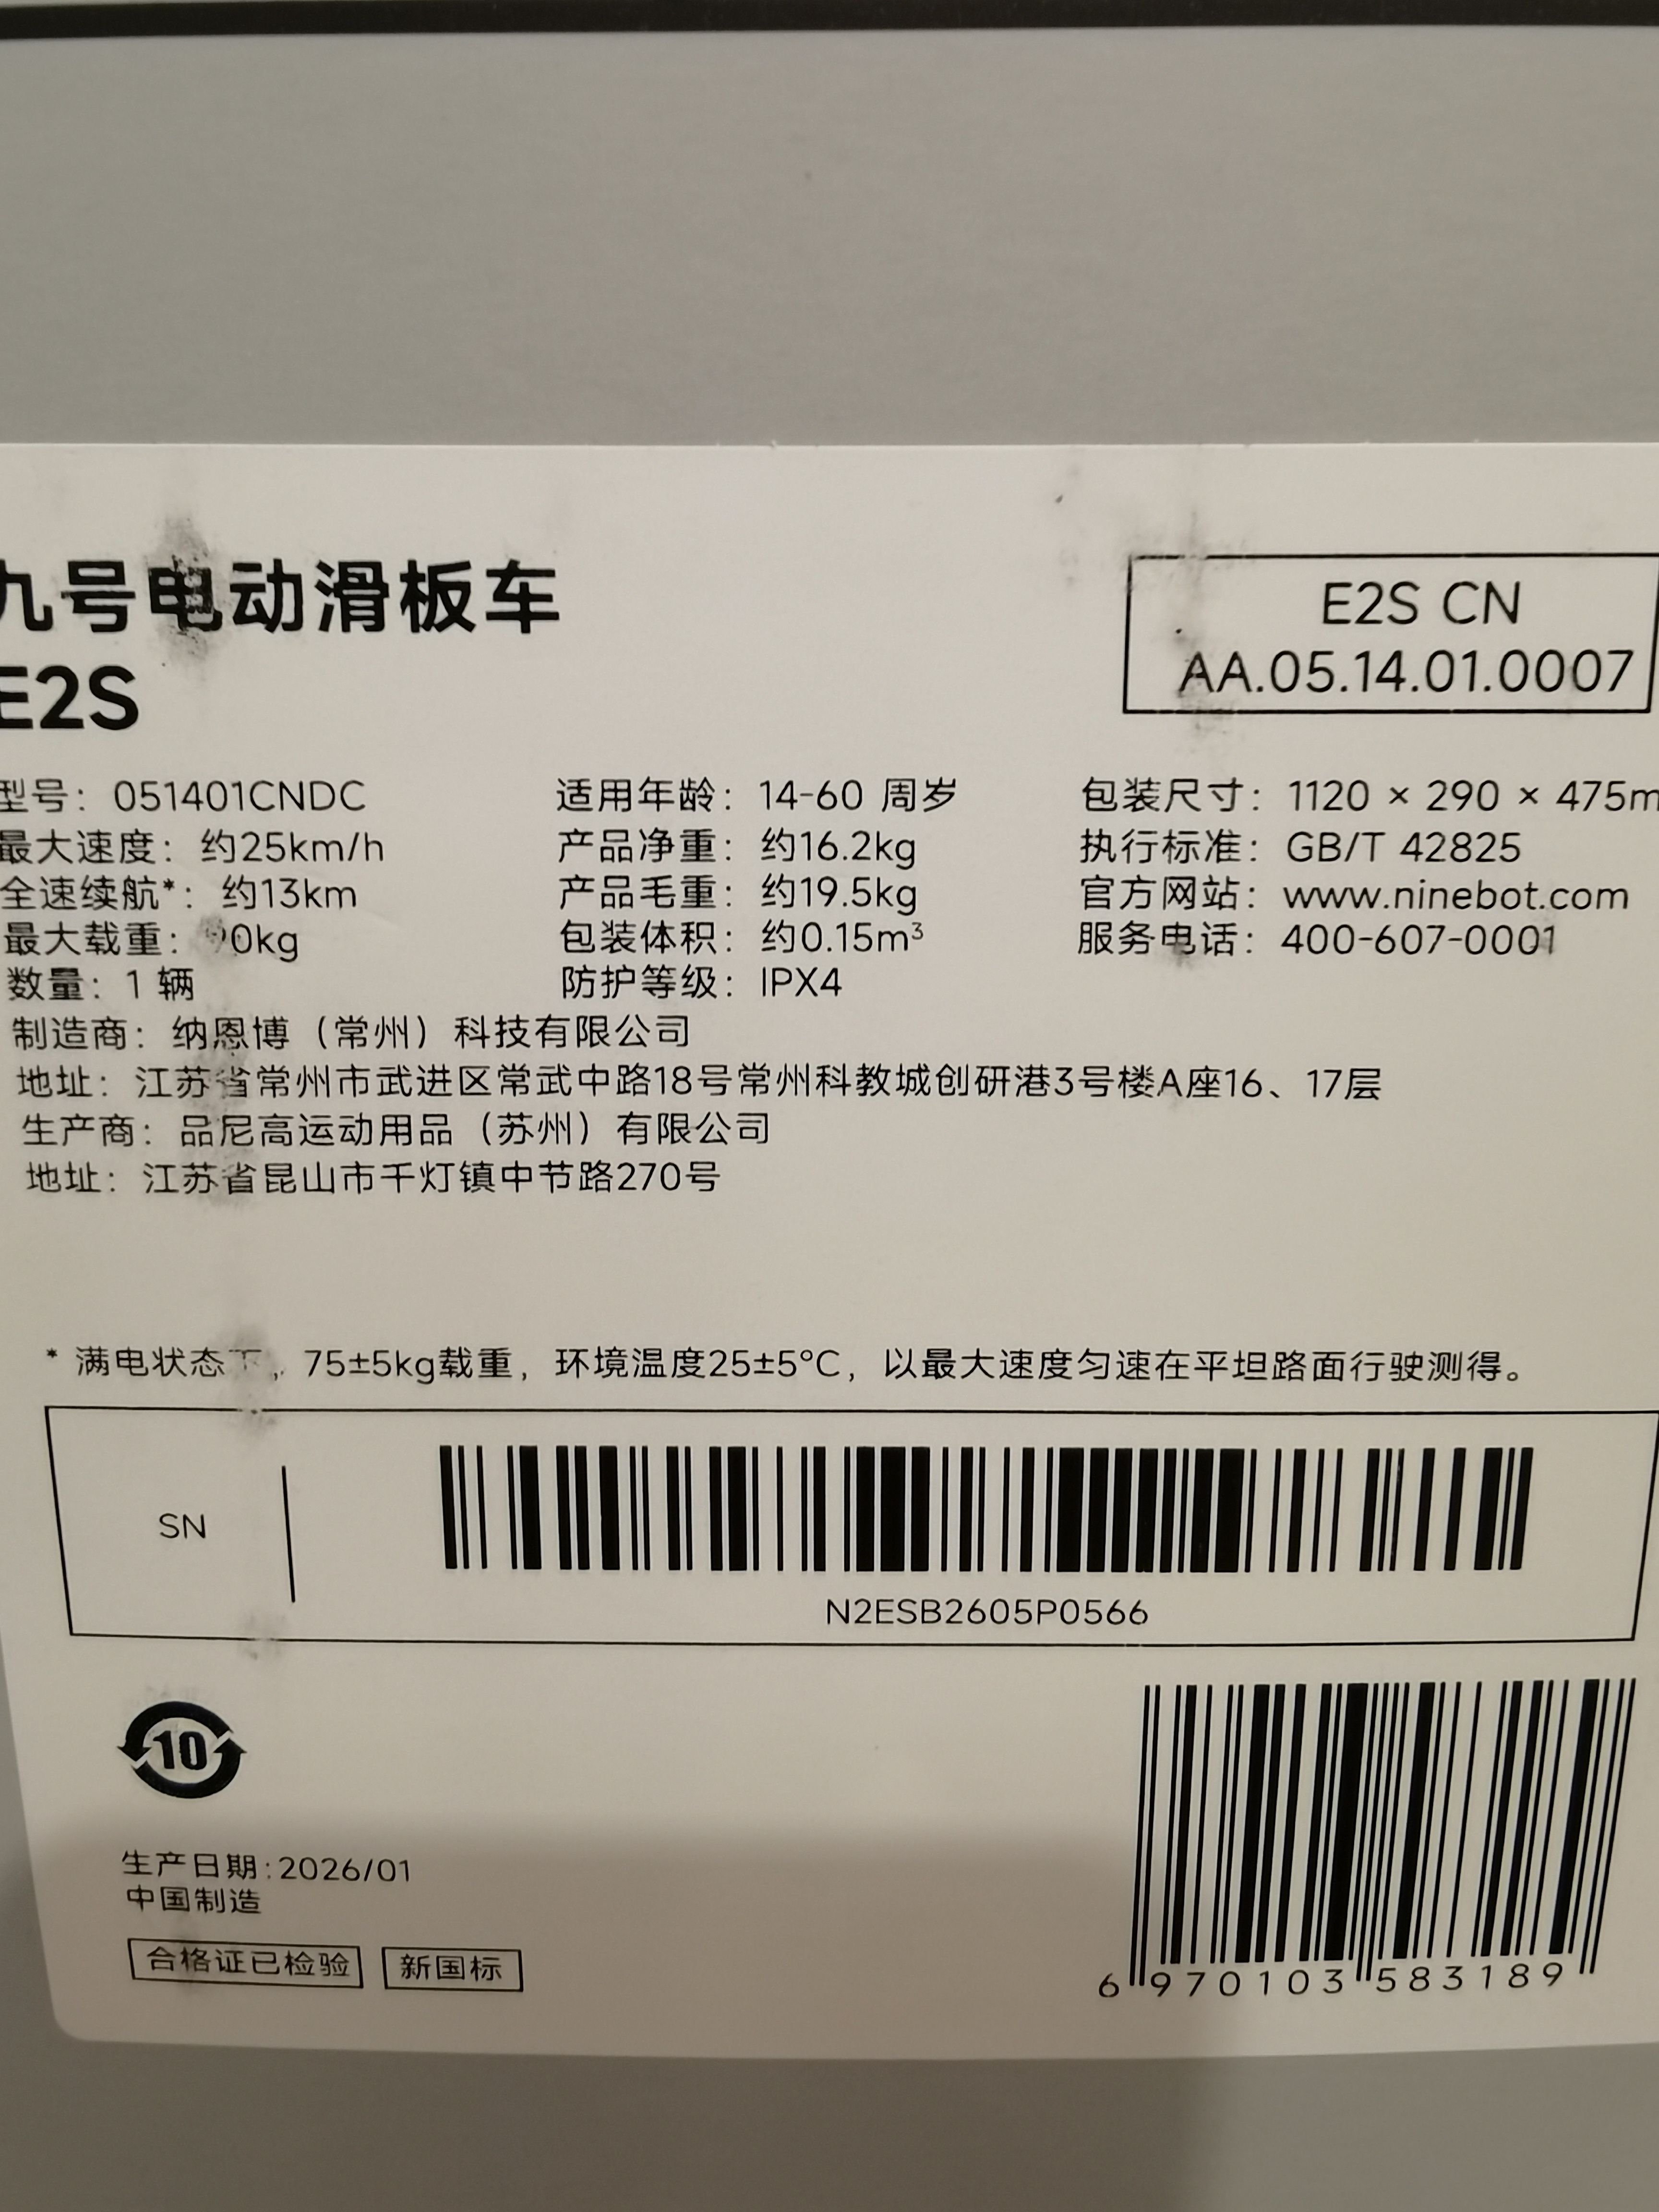 九号电动滑板车
E2S
E2S CN
AA.05.14.01.0007
型号：051401CNDC
最大速度：约25km/h
全速续航*：约13km
最大载重：
数量：1 辆
适用年龄：14-60 周岁
产品净重：约16.2kg
产品毛重：约19.5kg
包装体积：约0.15m³
防护等级：IPX4
包装尺寸：1120 × 290 × 475m
执行标准：GB/T 42825
官方网站：www.ninebot.com
服务电话：400-607-0001
制造商：纳恩博（常州）科技有限公司
地址：江苏省常州市武进区常武中路18号常州科教城创研港3号楼A座16、17层
生产商：品尼高运动用品（苏州）有限公司
地址：江苏省昆山市千灯镇中节路270号
* 满电状态下，75±5kg载重，环境温度25±5°C，以最大速度匀速在平坦路面行驶测得。
SN
N2ESB2605P0566
10
生产日期:2026/01
中国制造
合格证已检验 新国标
6 970103 583189